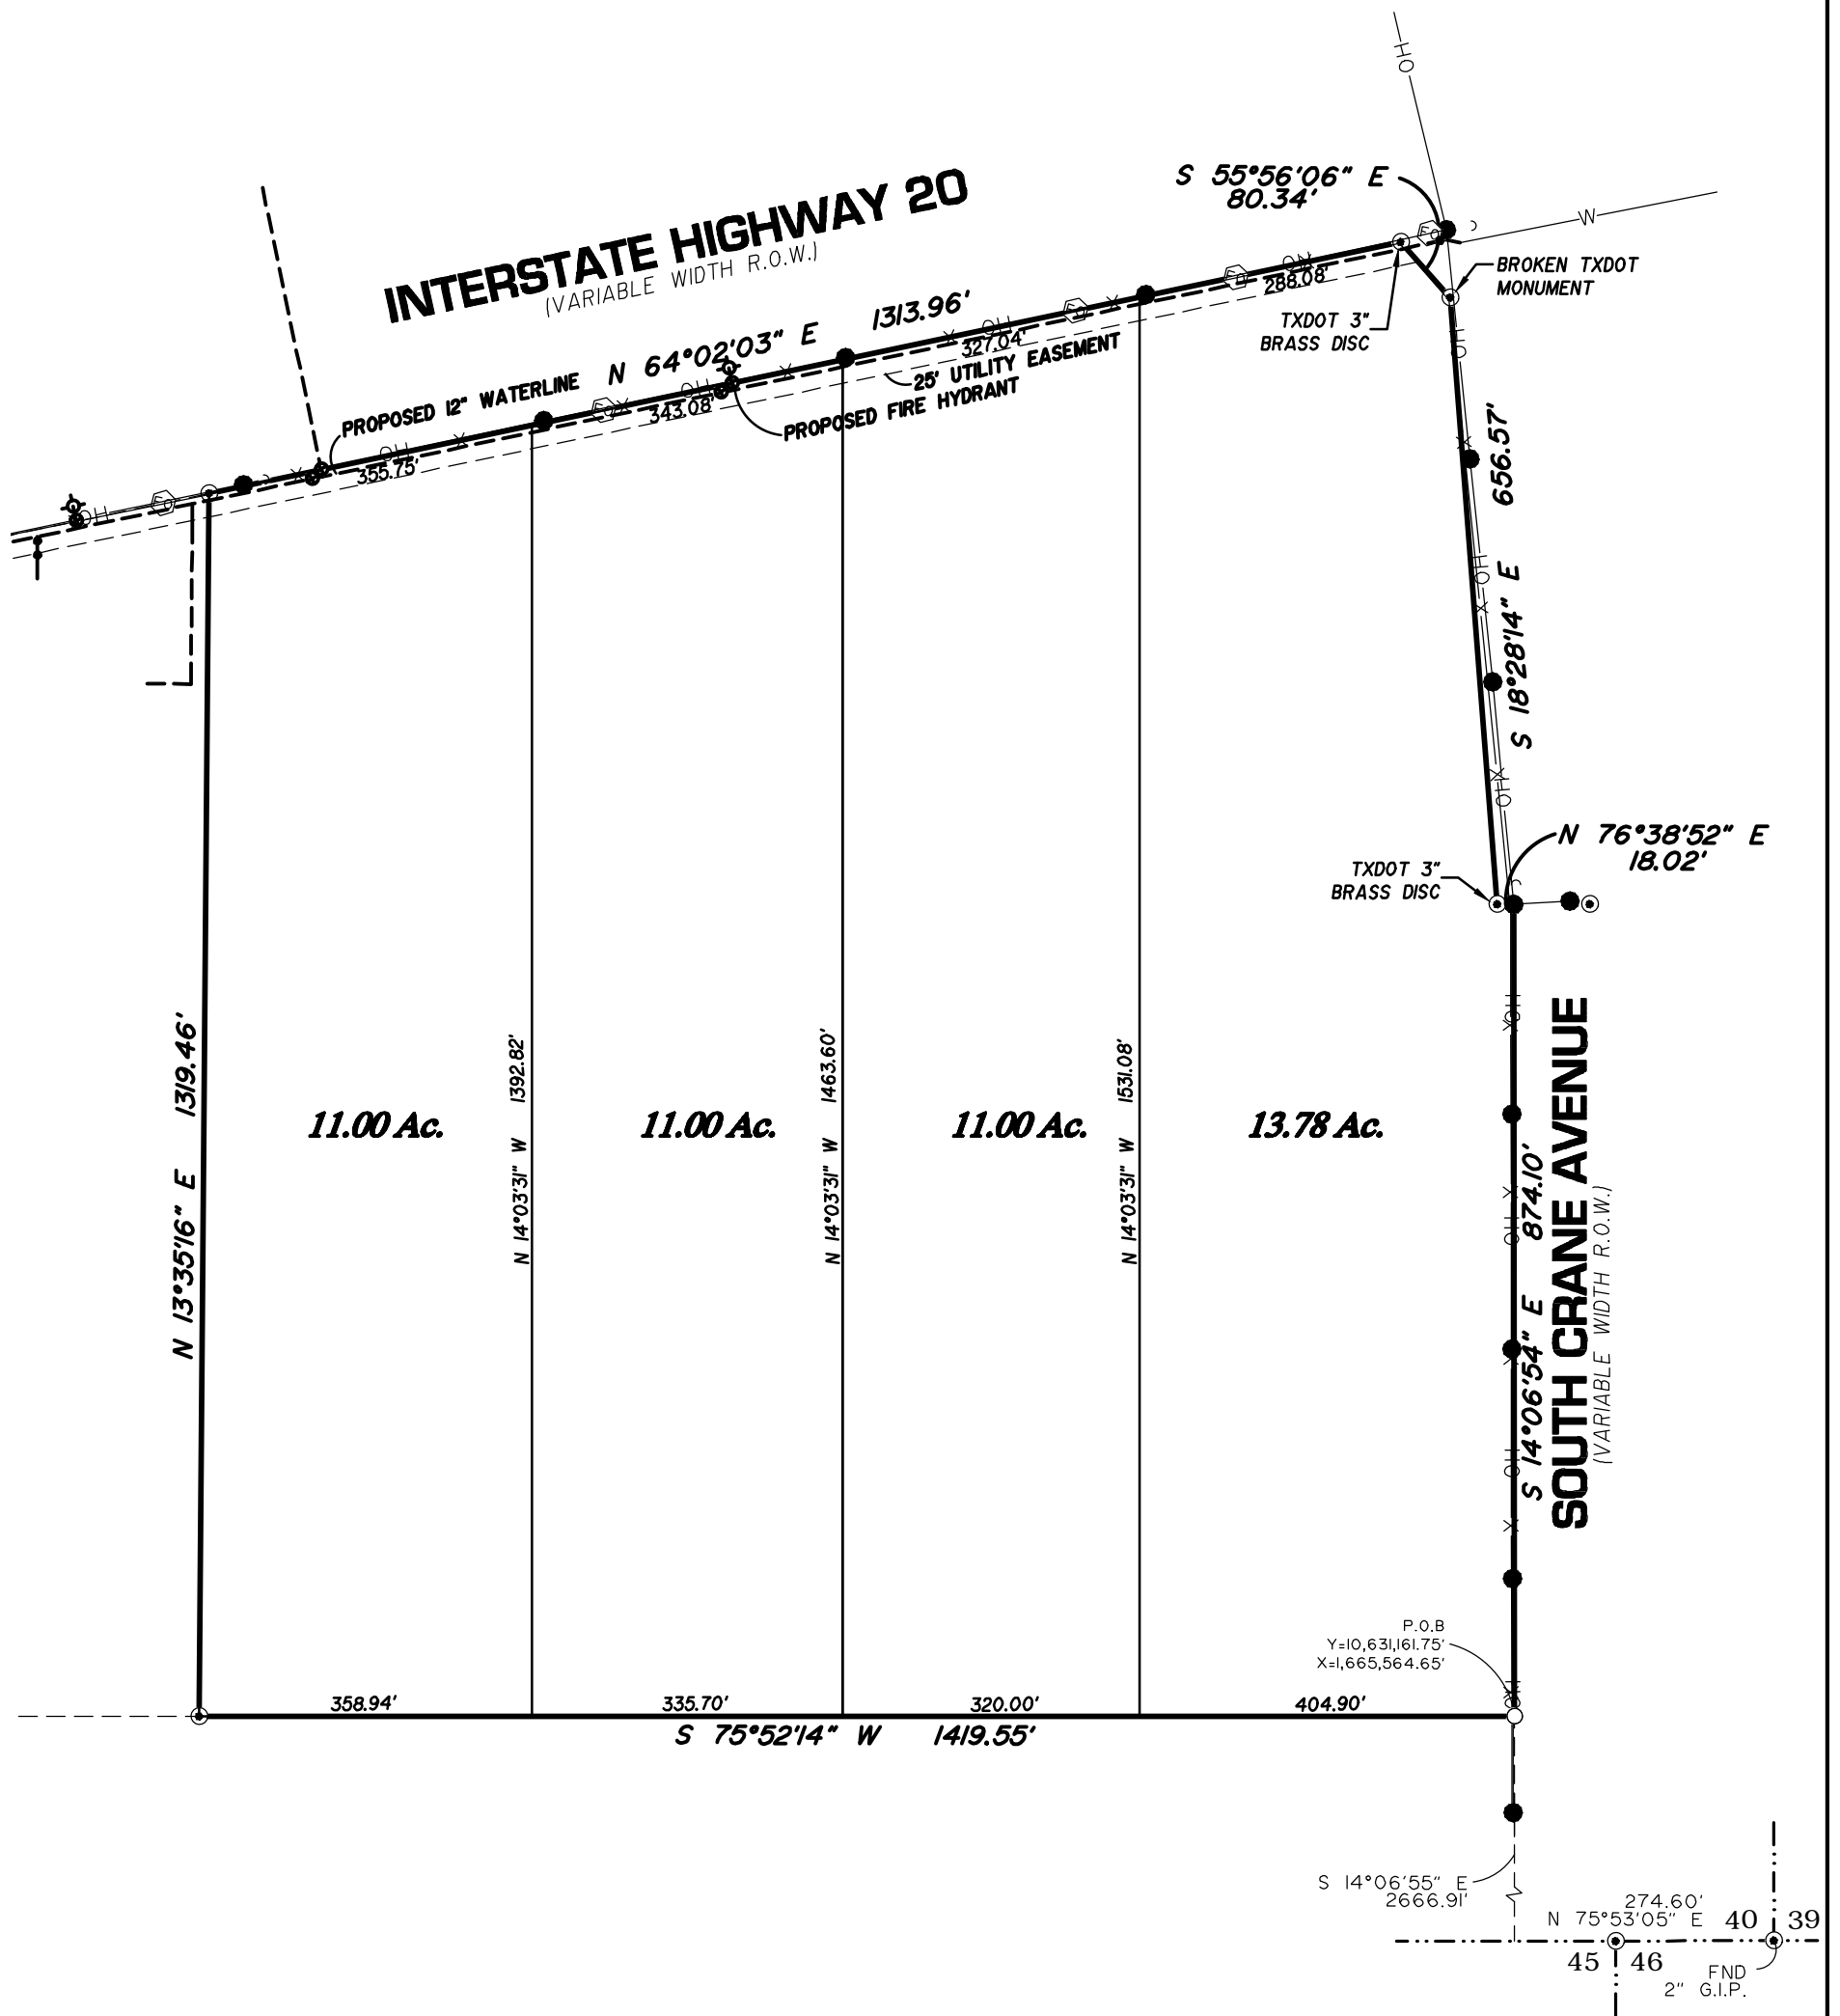 OH
S 55°56'06" E
80.34'
W
INTERSTATE HIGHWAY 20
(VARIABLE WIDTH R.O.W.)
BROKEN TXDOT
MONUMENT
TXDOT 3"
BRASS DISC
N 64°02'03" E 1313.96'
288.08'
327.04'
25' UTILITY EASEMENT
PROPOSED FIRE HYDRANT
343.08'
PROPOSED 12" WATERLINE
355.75'
S 18°28'14" E 656.57'
N 76°38'52" E
18.02'
TXDOT 3"
BRASS DISC
N 13°35'16" E 1319.46'
N 14°03'31" W 1392.82'
N 14°03'31" W 1463.60'
N 14°03'31" W 1531.08'
11.00 Ac.
11.00 Ac.
11.00 Ac.
13.78 Ac.
S 14°06'54" E 874.10'
SOUTH CRANE AVENUE
(VARIABLE WIDTH R.O.W.)
P.O.B
Y=10,631,161.75'
X=1,665,564.65'
358.94'
335.70'
320.00'
404.90'
S 75°52'14" W 1419.55'
S 14°06'55" E
2666.91'
274.60'
N 75°53'05" E
40
39
45
46
FND
2" G.I.P.